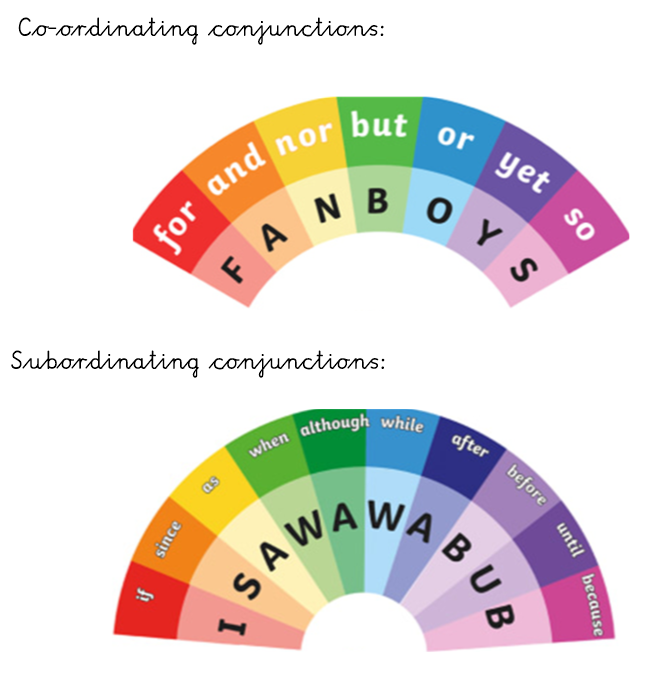 Co-ordinating conjunctions:
for and nor but or yet so
F A N B O Y S
Subordinating conjunctions:
if since as when although while after before until because
I S A W A W A B U B